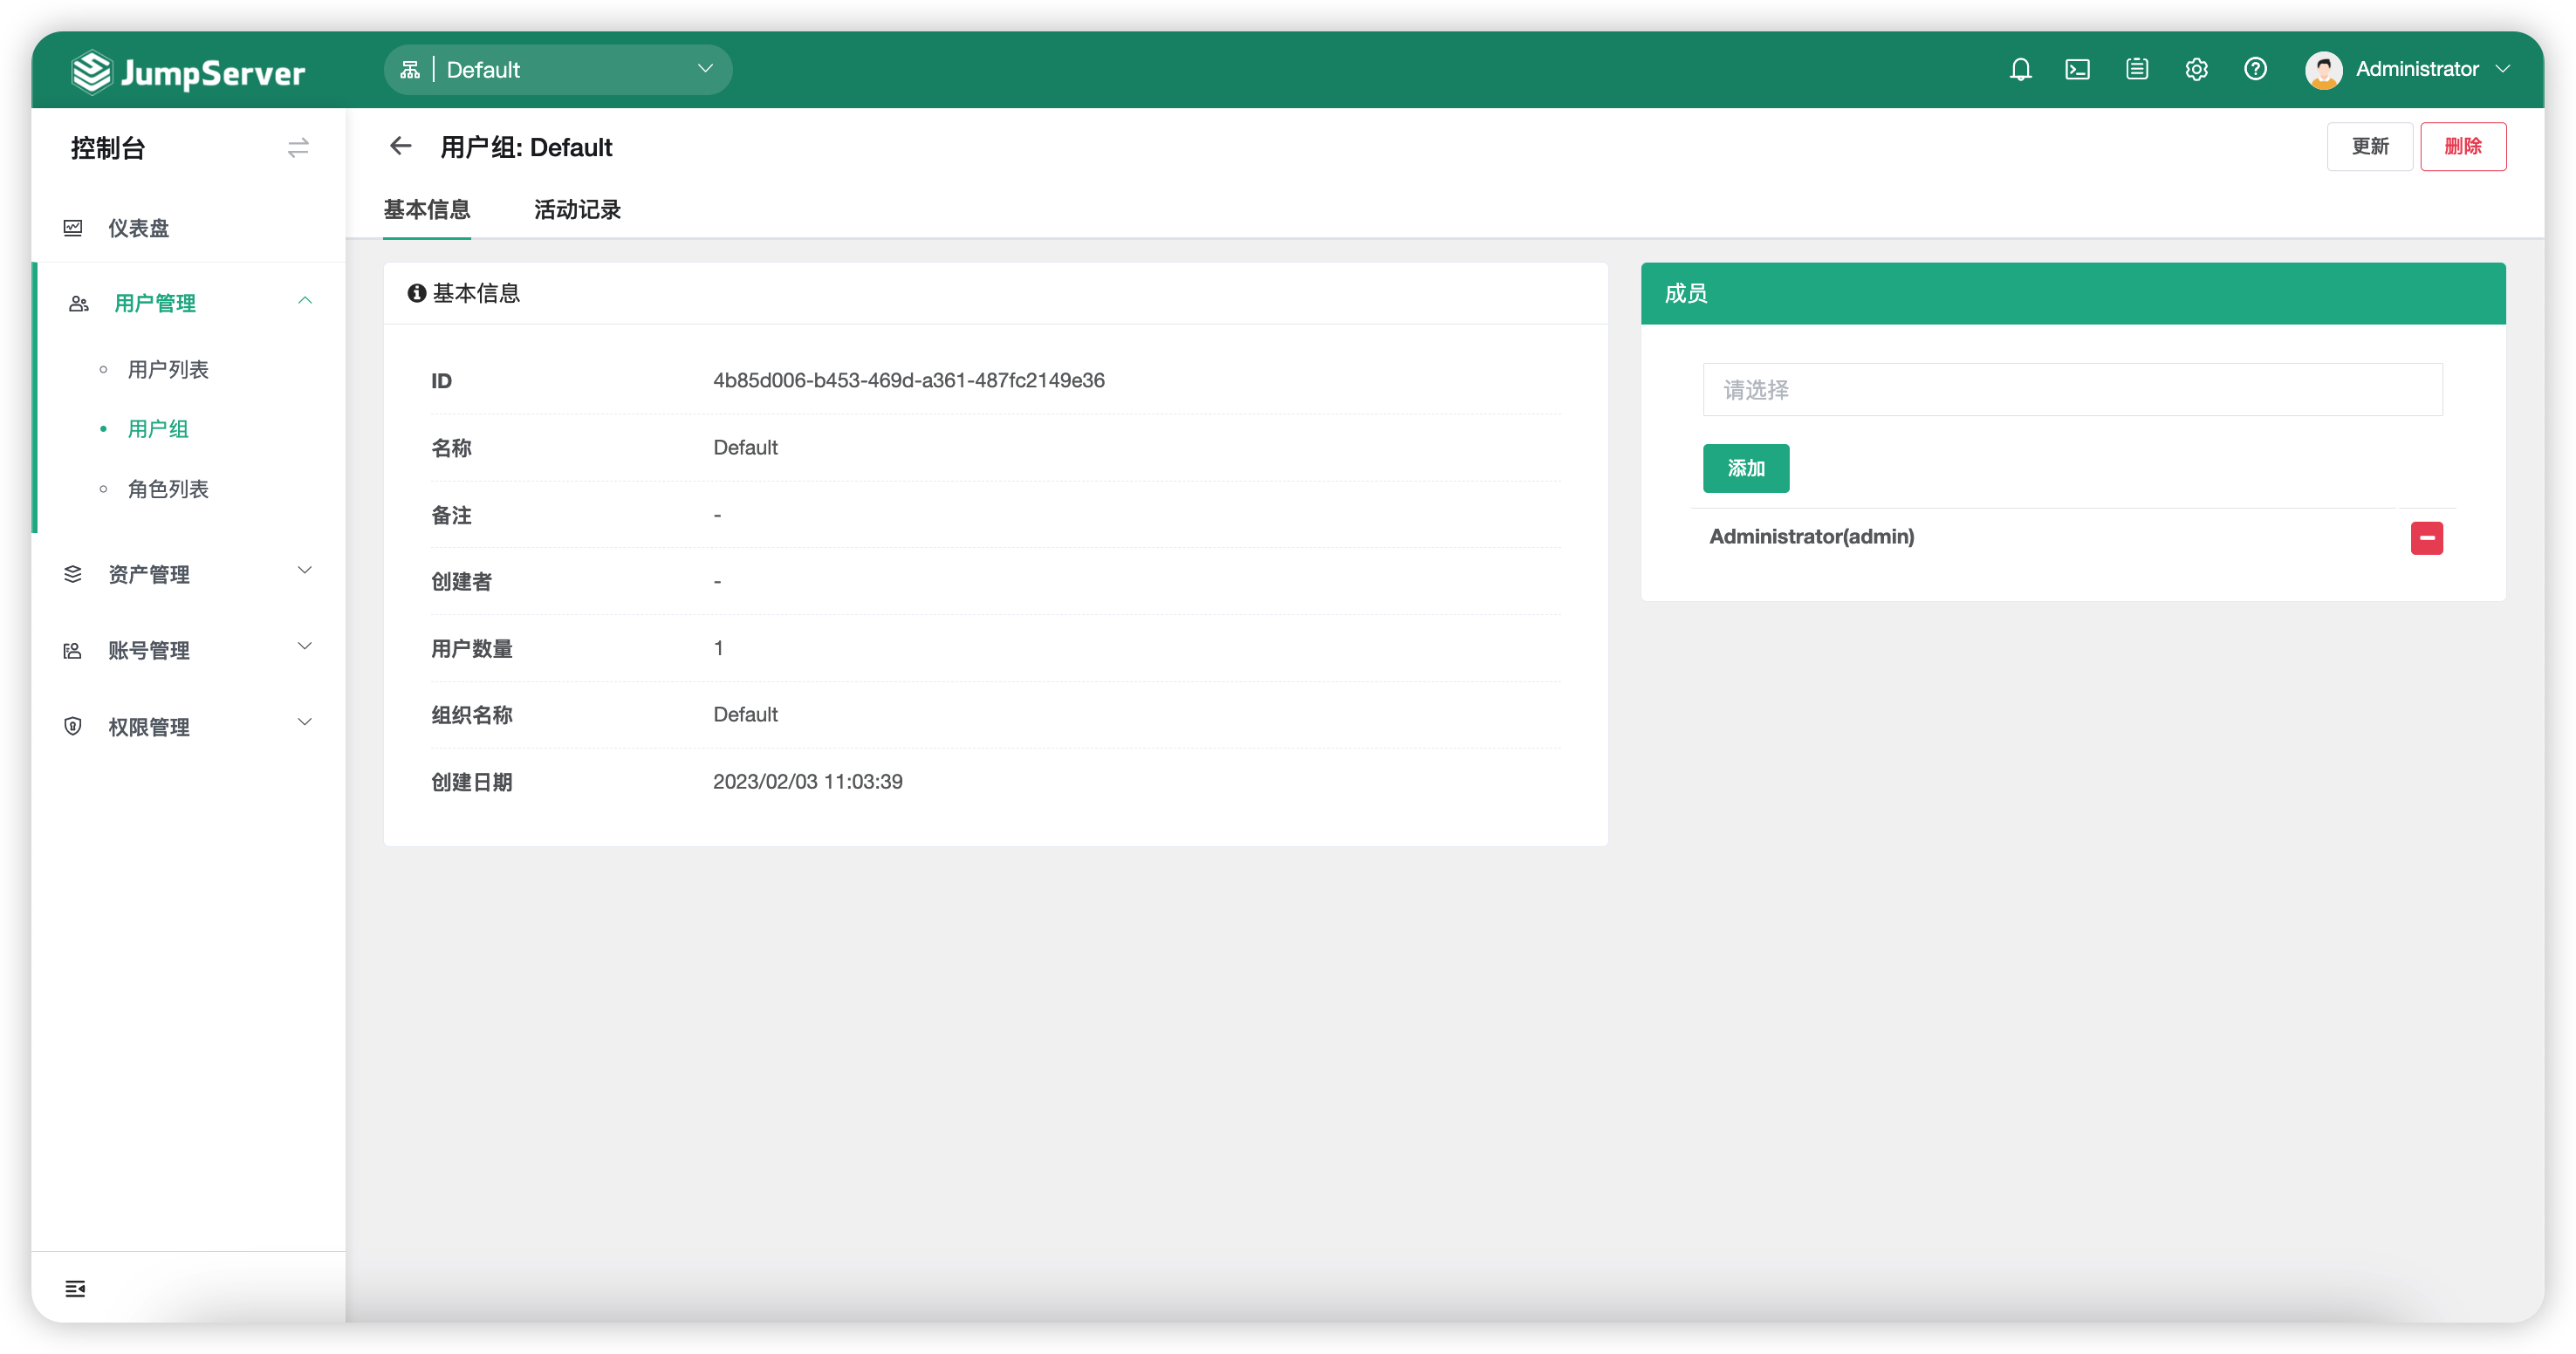 JumpServer
Default
Administrator
控制台
用户组: Default
更新
删除
基本信息
活动记录
仪表盘
用户管理
用户列表
用户组
角色列表
资产管理
账号管理
权限管理
基本信息
ID 4b85d006-b453-469d-a361-487fc2149e36
名称 Default
备注 -
创建者 -
用户数量 1
组织名称 Default
创建日期 2023/02/03 11:03:39
成员
请选择
添加
Administrator(admin)